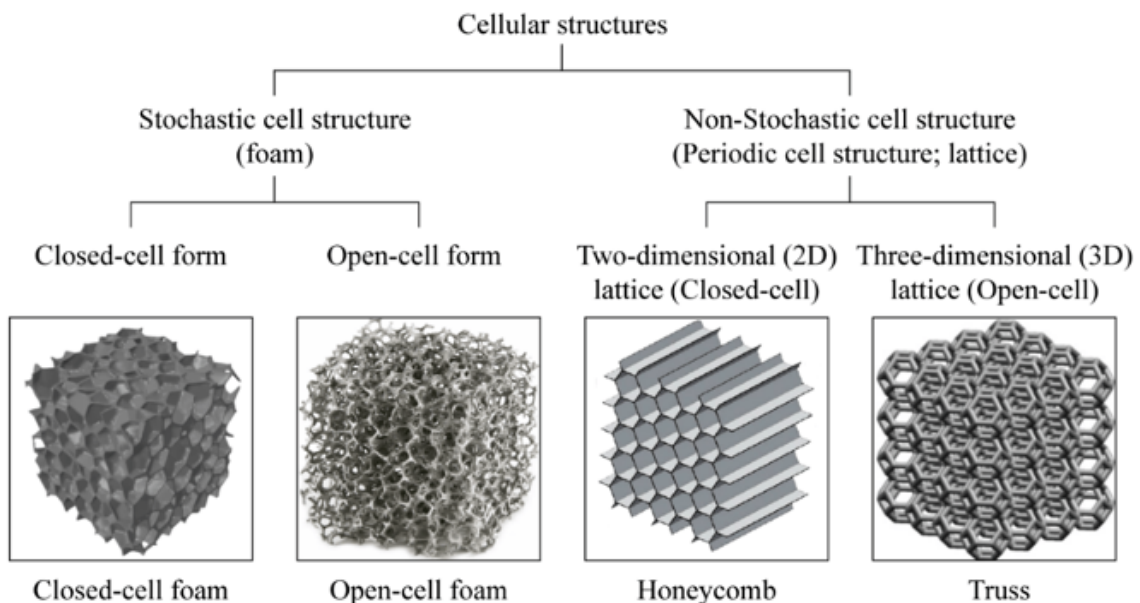 Cellular structures
Stochastic cell structure
(foam)
Non-Stochastic cell structure
(Periodic cell structure; lattice)
Closed-cell form
Open-cell form
Two-dimensional (2D)
lattice (Closed-cell)
Three-dimensional (3D)
lattice (Open-cell)
Closed-cell foam
Open-cell foam
Honeycomb
Truss